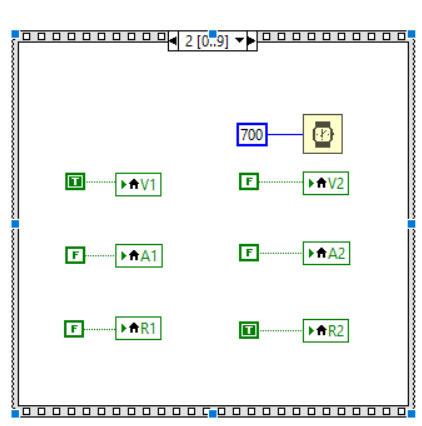 2 [0..9]
700
T V1 F V2
F A1 F A2
F R1 T R2